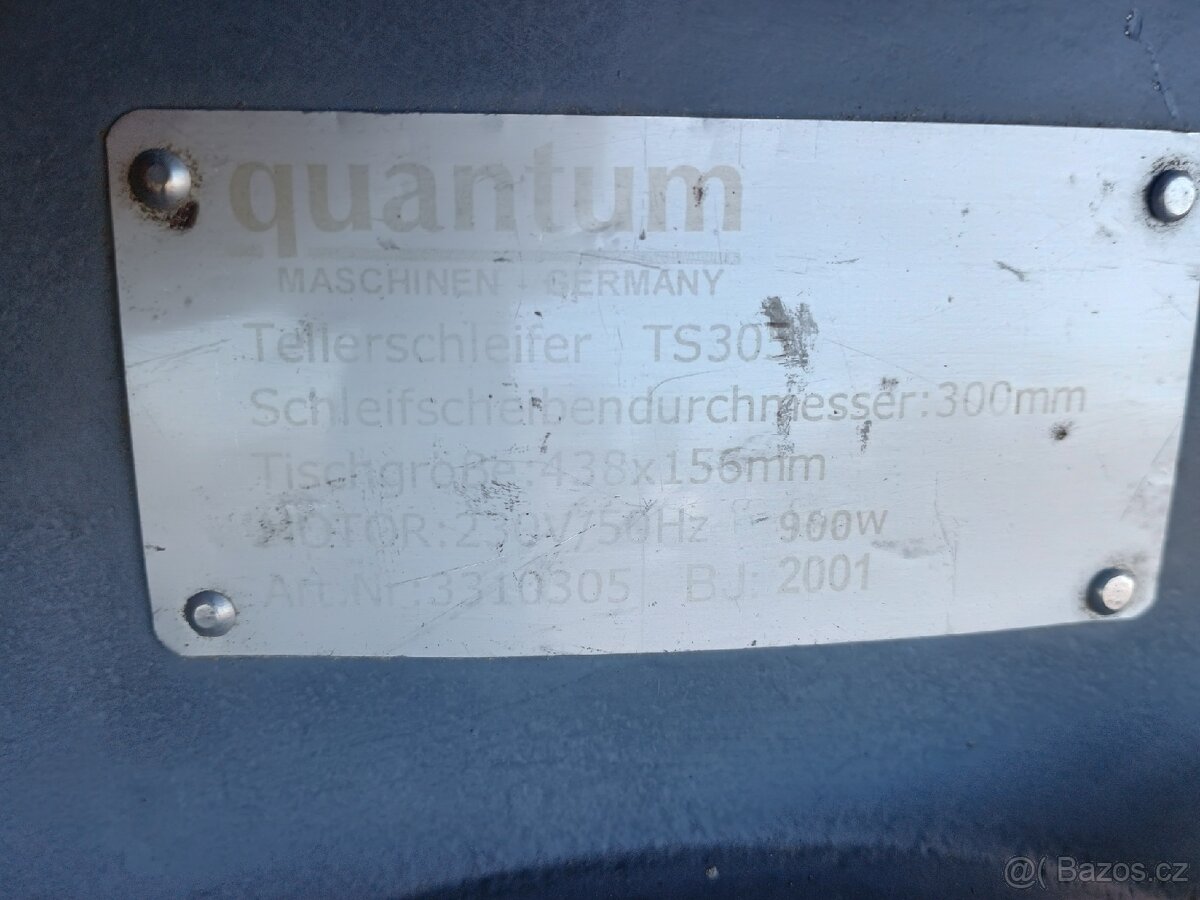 quantum
MASCHINEN - GERMANY
Tellerschleifer TS305
Schleifscheibendurchmesser:300mm
Tischgröße:438x156mm
MOTOR:230V/50Hz 900W
Art.Nr.3310305 BJ: 2001
@( Bazos.cz